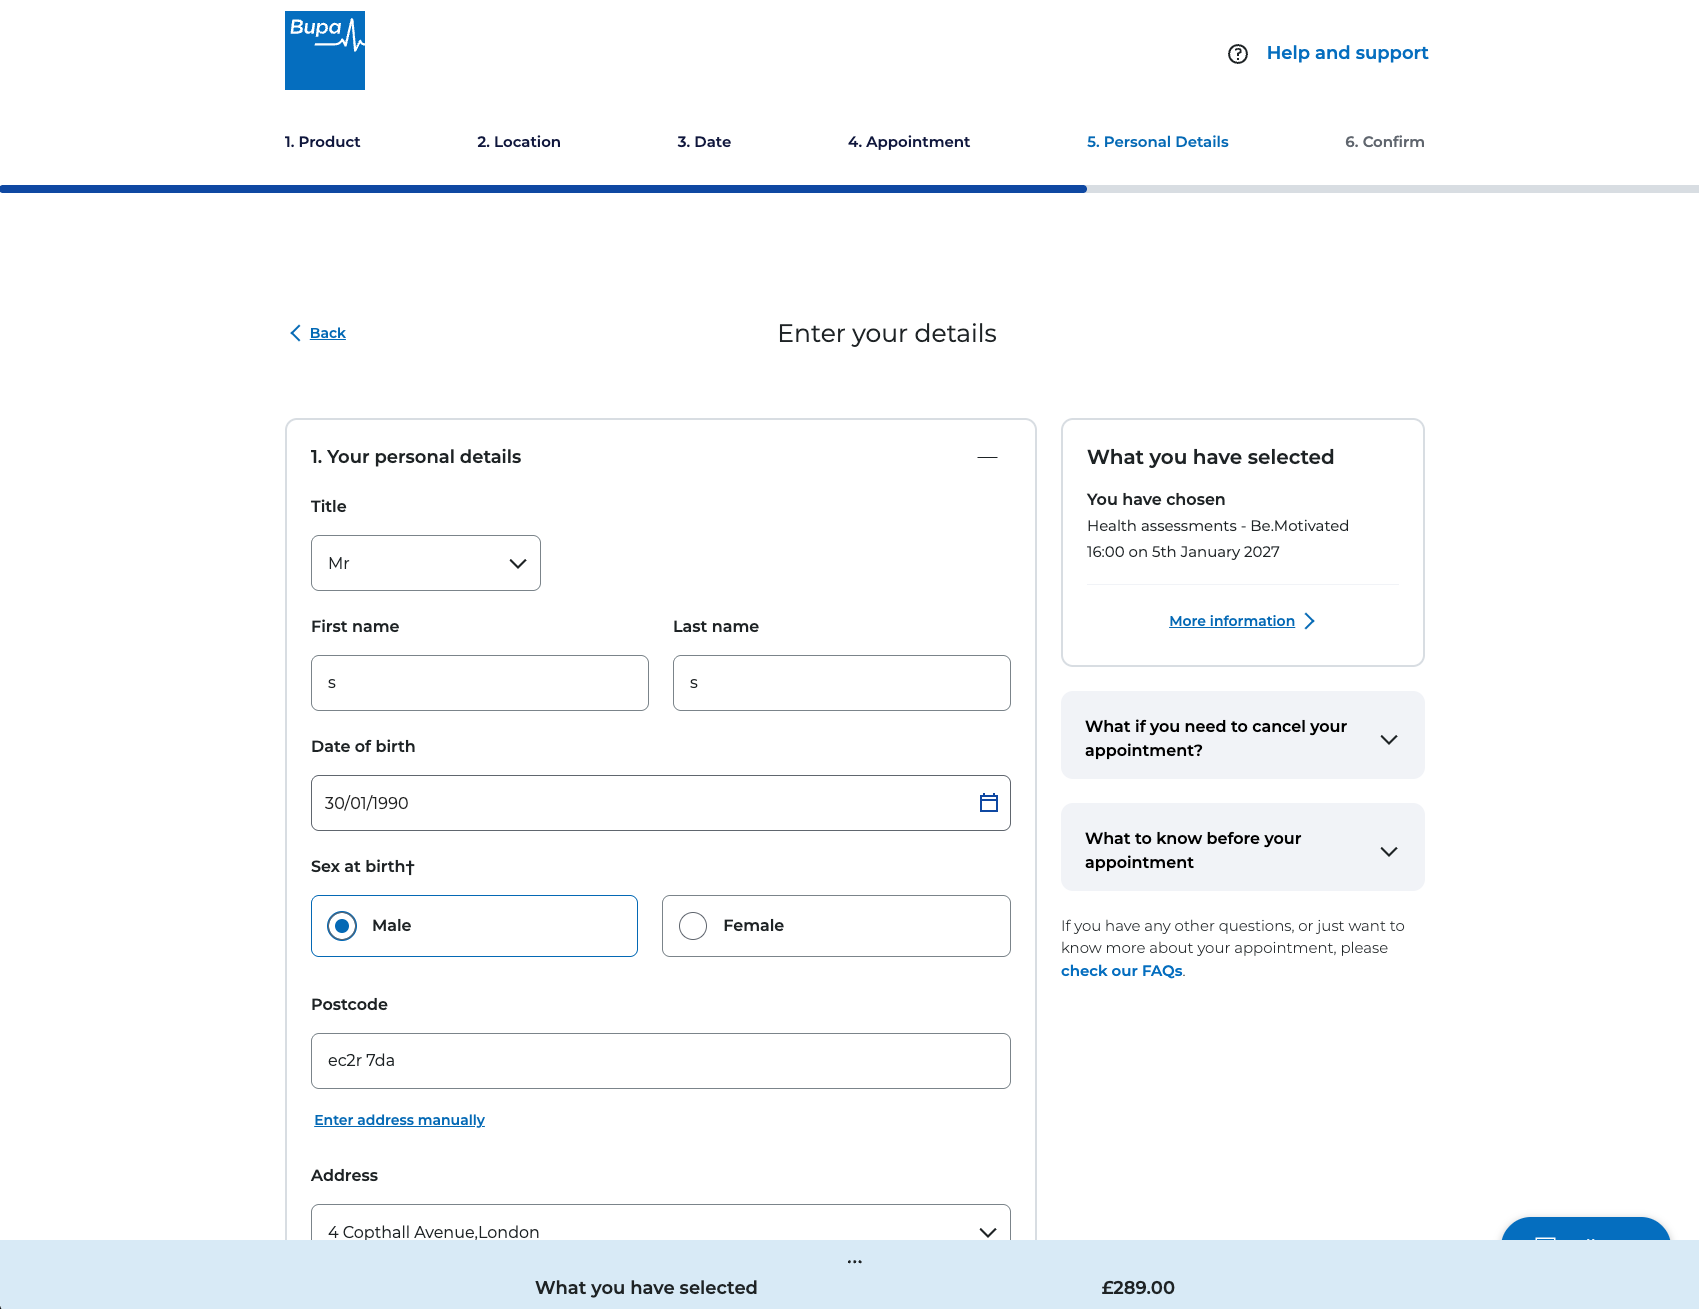 Bupa
Help and support
1. Product
2. Location
3. Date
4. Appointment
5. Personal Details
6. Confirm
Back
Enter your details
1. Your personal details
Title
Mr
First name
Last name
s
s
Date of birth
30/01/1990
Sex at birth†
Male
Female
Postcode
ec2r 7da
Enter address manually
Address
4 Copthall Avenue,London
What you have selected
You have chosen
Health assessments - Be.Motivated
16:00 on 5th January 2027
More information
What if you need to cancel your
appointment?
What to know before your
appointment
If you have any other questions, or just want to
know more about your appointment, please
check our FAQs.
...
What you have selected
£289.00